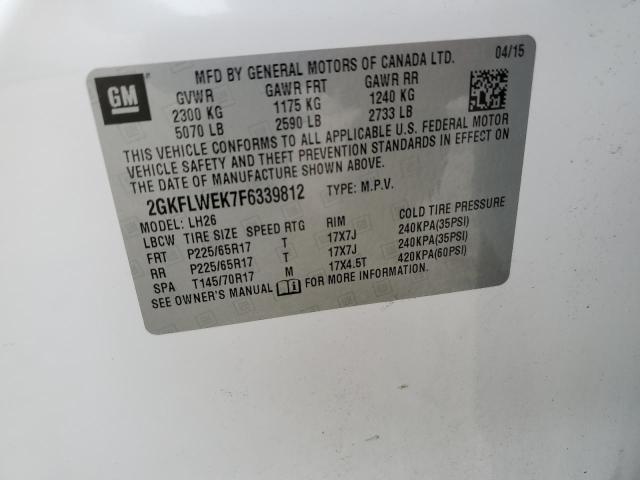 GM
MFD BY GENERAL MOTORS OF CANADA LTD. 04/15
GVWR GAWR FRT GAWR RR
2300 KG 1175 KG 1240 KG
5070 LB 2590 LB 2733 LB
THIS VEHICLE CONFORMS TO ALL APPLICABLE U.S. FEDERAL MOTOR
VEHICLE SAFETY AND THEFT PREVENTION STANDARDS IN EFFECT ON
THE DATE OF MANUFACTURE SHOWN ABOVE.
2GKFLWEK7F6339812 TYPE: M.P.V.
MODEL: LH26
LBCW TIRE SIZE SPEED RTG RIM COLD TIRE PRESSURE
FRT P225/65R17 T 17X7J 240KPA(35PSI)
RR P225/65R17 T 17X7J 240KPA(35PSI)
SPA T145/70R17 M 17X4.5T 420KPA(60PSI)
SEE OWNER'S MANUAL FOR MORE INFORMATION.